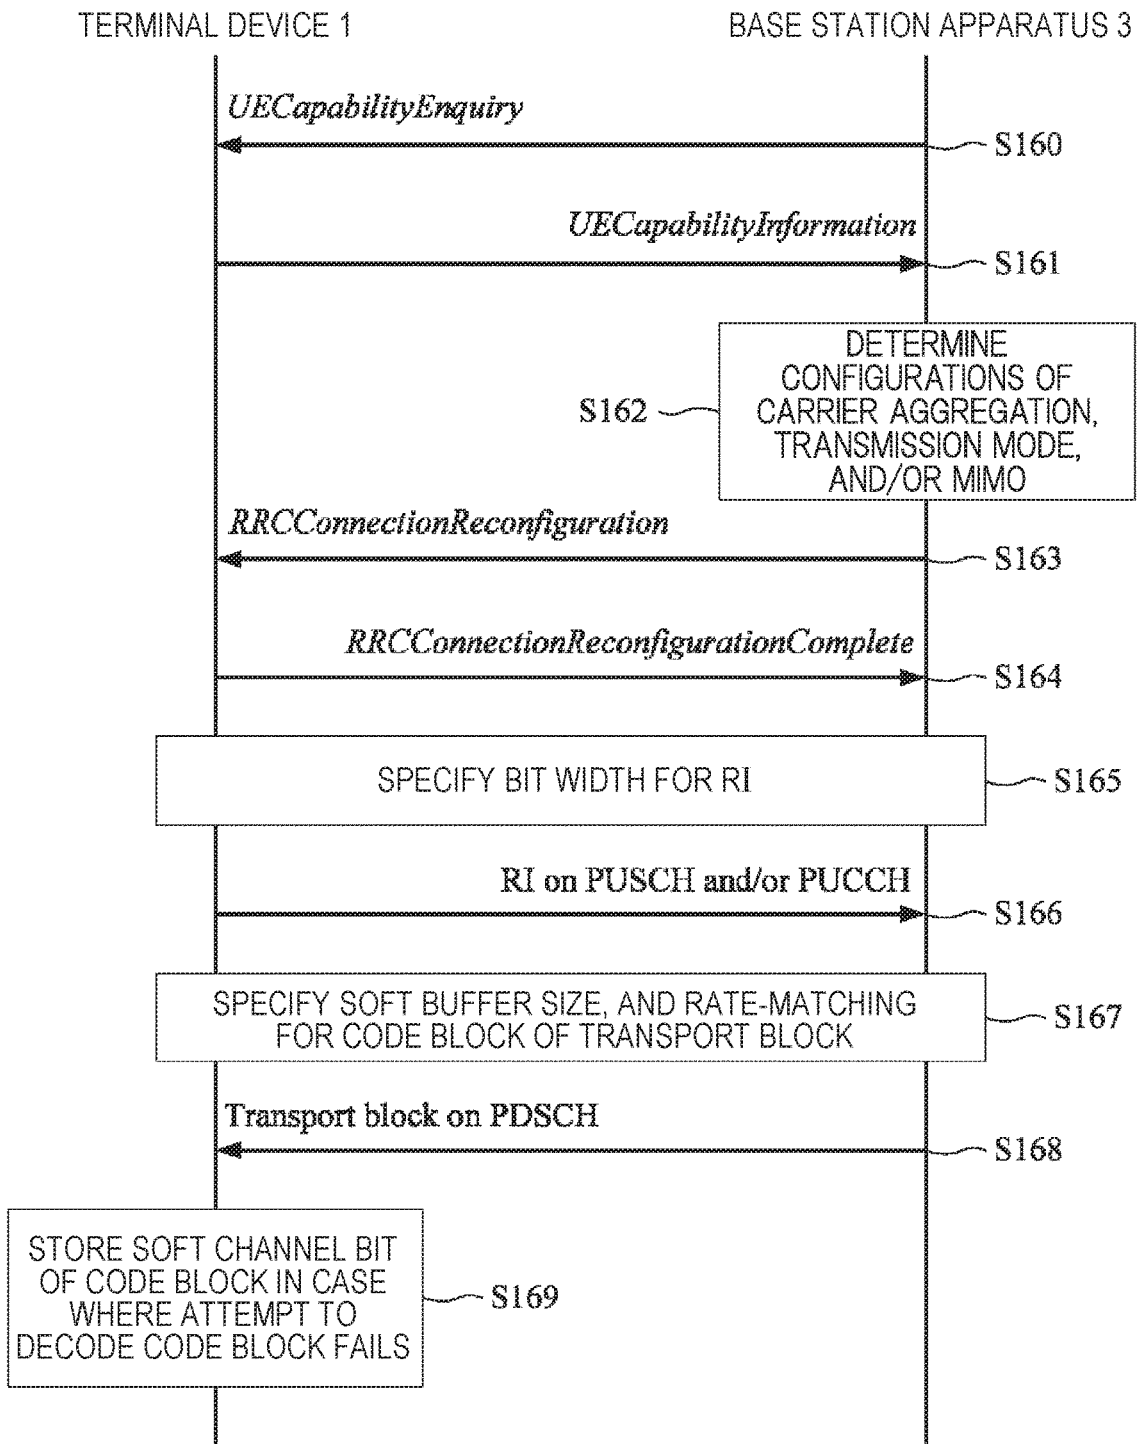 TERMINAL DEVICE 1
BASE STATION APPARATUS 3
UECapabilityEnquiry
S160
UECapabilityInformation
S161
DETERMINE
CONFIGURATIONS OF
CARRIER AGGREGATION,
TRANSMISSION MODE,
AND/OR MIMO
S162
RRCConnectionReconfiguration
S163
RRCConnectionReconfigurationComplete
S164
SPECIFY BIT WIDTH FOR RI
S165
RI on PUSCH and/or PUCCH
S166
SPECIFY SOFT BUFFER SIZE, AND RATE-MATCHING
FOR CODE BLOCK OF TRANSPORT BLOCK
S167
Transport block on PDSCH
S168
STORE SOFT CHANNEL BIT
OF CODE BLOCK IN CASE
WHERE ATTEMPT TO
DECODE CODE BLOCK FAILS
S169